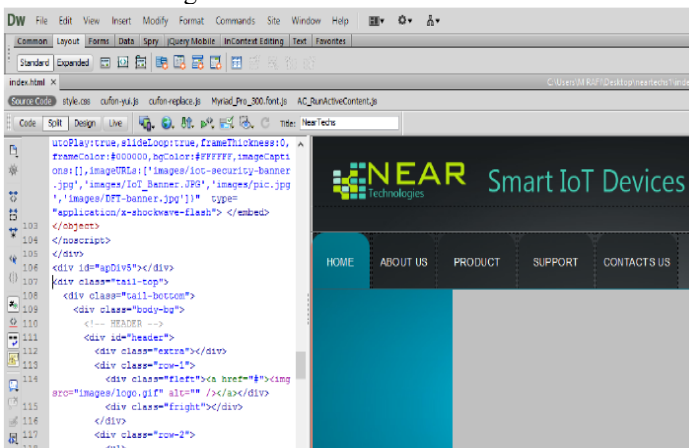 DW File Edit View Insert Modify Format Commands Site Window Help
Common Layout Forms Data Spry jQuery Mobile InContext Editing Text Favorites
Standard Expanded
index.html ×
Source Code style.css cufon-yui.js cufon-replace.js Myriad_Pro_300.font.js AC_RunActiveContent.js
Code Split Design Live Title: NearTechs
utoPlay:true,slideLoop:true,frameThickness:0,
frameColor:#000000,bgColor:#FFFFFF,imageCapti
ons:[],imageURLs:['images/iot-security-banner
.jpg','images/IoT_Banner.JPG','images/pic.jpg
','images/DFT-banner.jpg']}" type=
"application/x-shockwave-flash"> </embed>
103 </object>
104 </noscript>
105 </div>
106 <div id="apDiv5"></div>
107 <div class="tail-top">
108 <div class="tail-bottom">
109 <div class="body-bg">
110 <!-- HEADER -->
111 <div id="header">
112 <div class="extra"></div>
113 <div class="row-1">
114 <div class="fleft"><a href="#"><img
src="images/logo.gif" alt="" /></a></div>
115 <div class="fright"></div>
116 </div>
117 <div class="row-2">
118 <ul>
NEAR
Technologies
Smart IoT Devices
HOME ABOUT US PRODUCT SUPPORT CONTACTS US